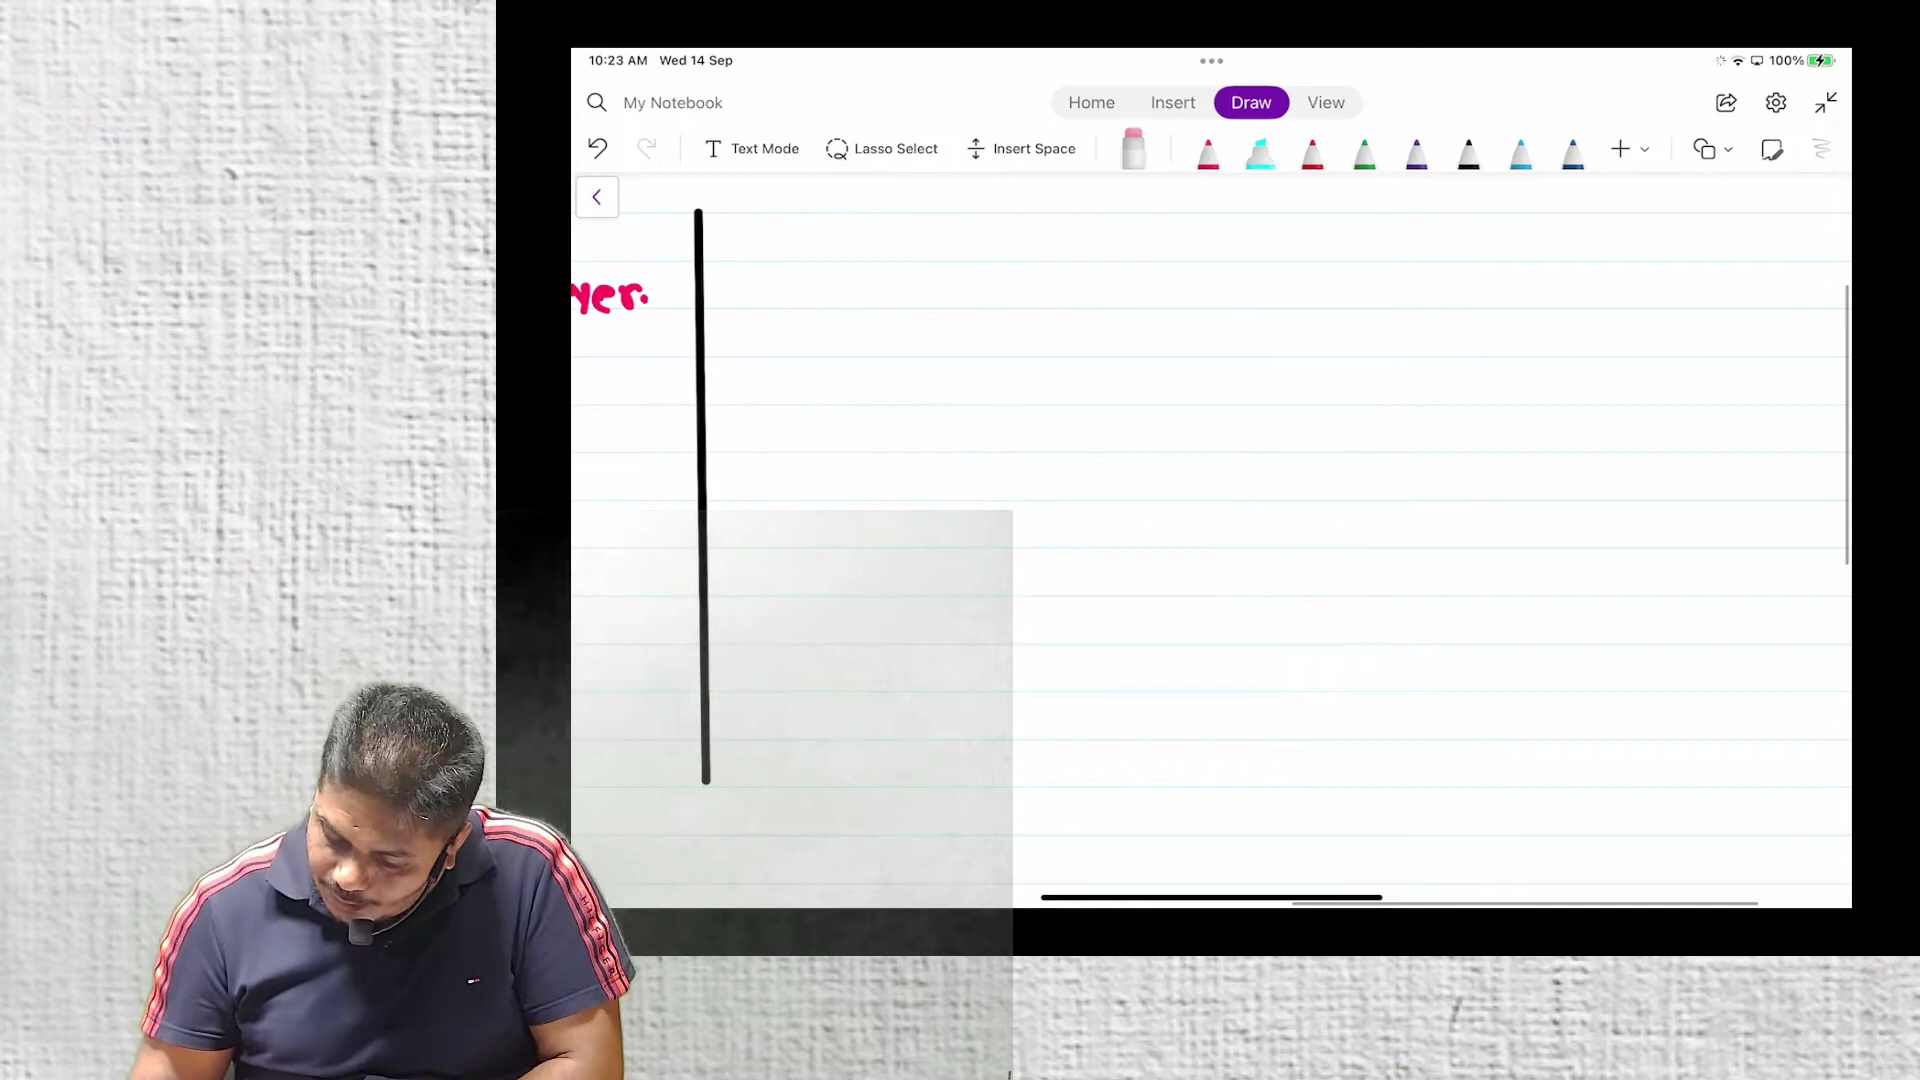 10:23 AM Wed 14 Sep
100%
My Notebook
Home Insert Draw View
Text Mode Lasso Select Insert Space
yer.